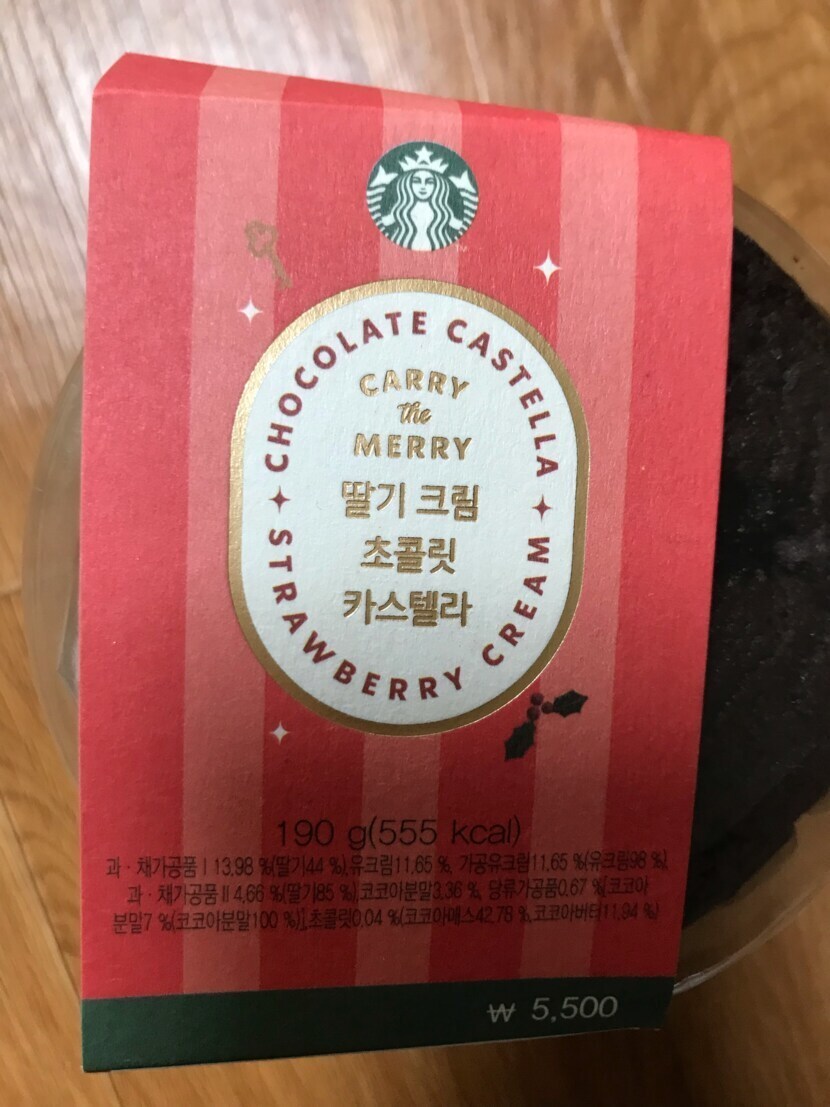 CHOCOLATE CASTELLA
CARRY
the
MERRY
딸기 크림
초콜릿
카스텔라
STRAWBERRY CREAM
190 g(555 kcal)
과 · 채가공품 I 13.98 %(딸기44 %),유크림11.65 %, 가공유크림11.65 %(유크림98 %),
과 · 채가공품 II 4.66 %(딸기85 %),코코아분말3.36 %, 당류가공품0.67 %[코코아
분말7 %(코코아분말100 %)],초콜릿0.04 %(코코아매스42.78 %,코코아버터11.94 %)
₩ 5,500